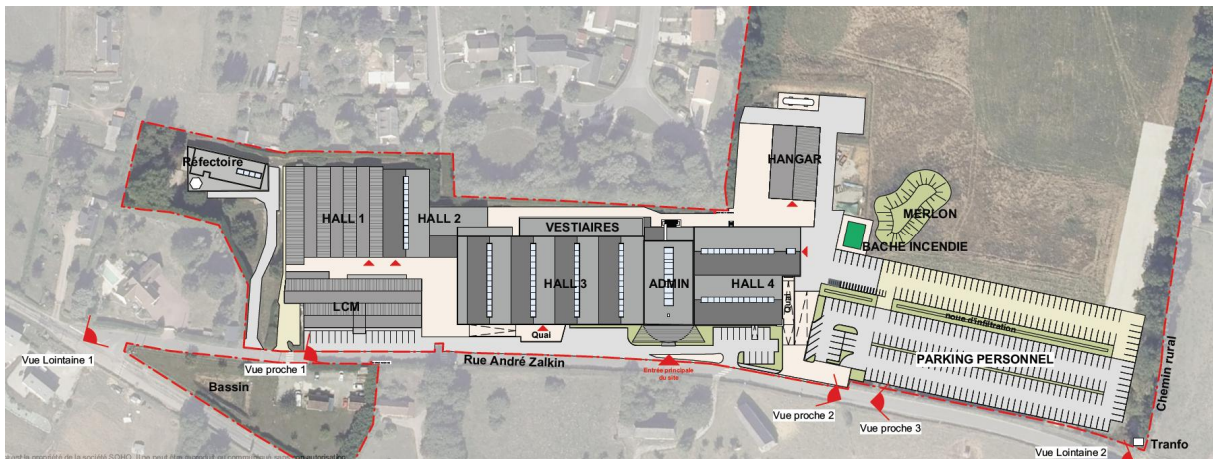 Réfectoire
HALL 1
HALL 2
VESTIAIRES
HANGAR
MERLON
BACHE INCENDIE
HALL 3
ADMIN
HALL 4
LCM
Quai
Quai
noue d'infiltration
PARKING PERSONNEL
Chemin rural
Rue André Zalkin
Entrée principale
du site
Vue Lointaine 1
Vue proche 1
Bassin
Vue proche 2
Vue proche 3
Vue Lointaine 2
Tranfo